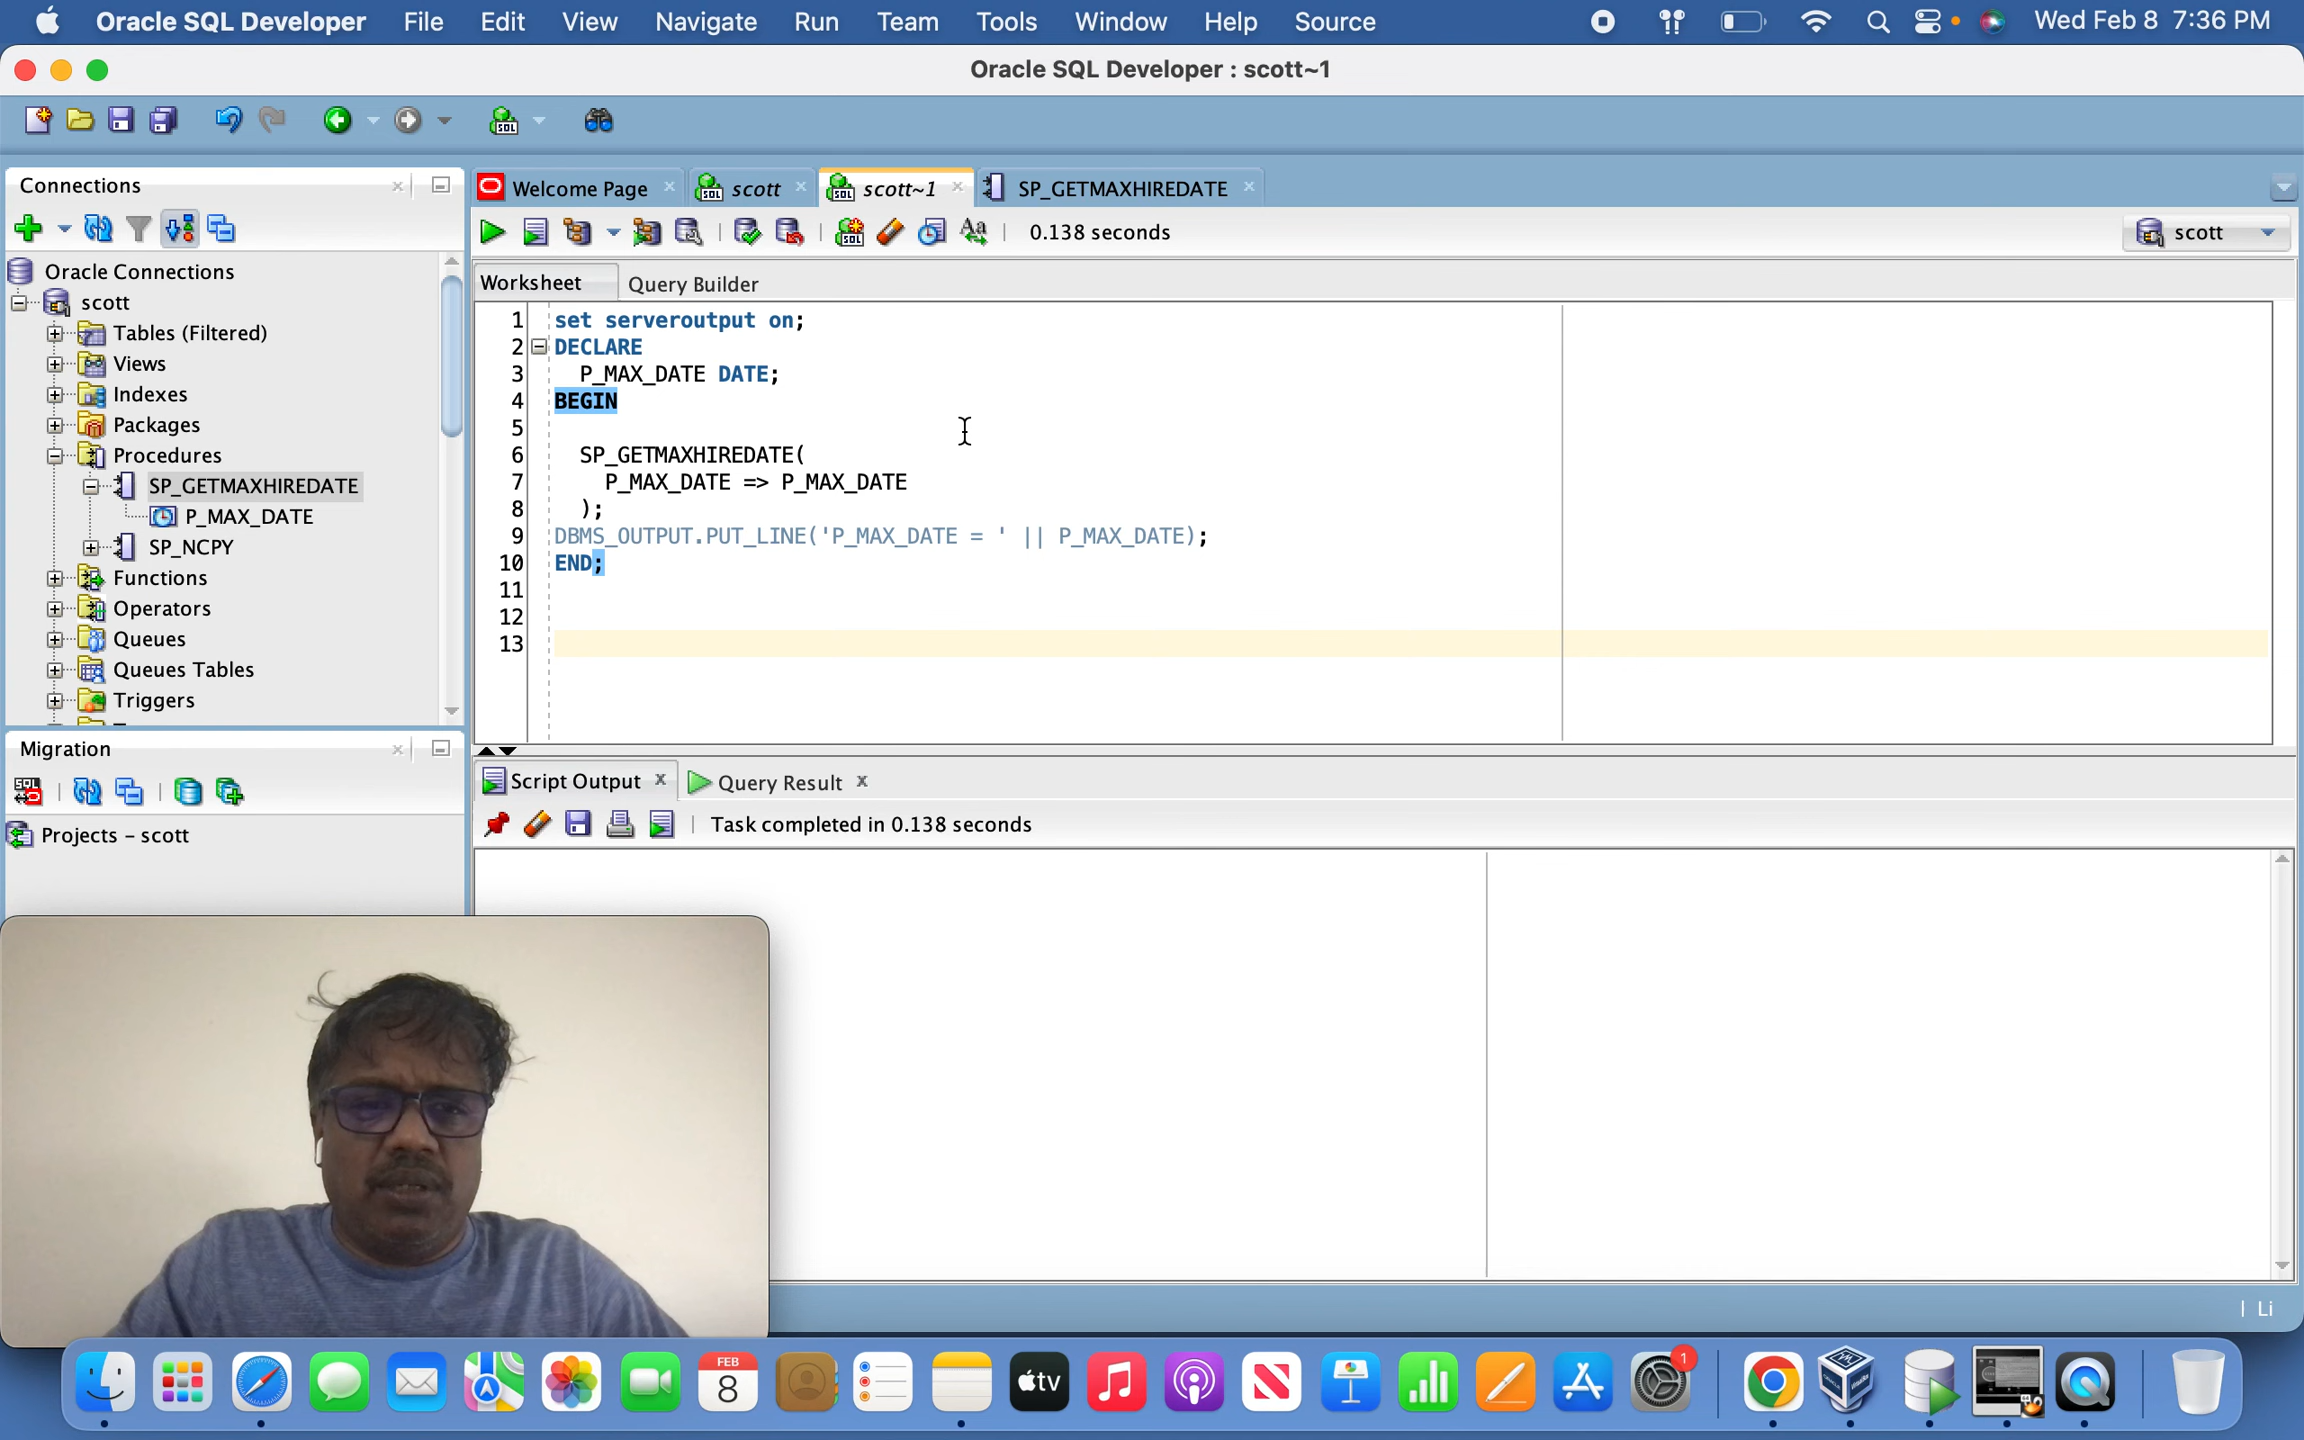 Oracle SQL Developer File Edit View Navigate Run Team Tools Window Help Source Wed Feb 8 7:36 PM
Oracle SQL Developer : scott~1
Connections
Welcome Page scott scott~1 SP_GETMAXHIREDATE
0.138 seconds scott
Worksheet Query Builder
Oracle Connections
scott
Tables (Filtered)
Views
Indexes
Packages
Procedures
SP_GETMAXHIREDATE
P_MAX_DATE
SP_NCPY
Functions
Operators
Queues
Queues Tables
Triggers
1 set serveroutput on;
2 DECLARE
3 P_MAX_DATE DATE;
4 BEGIN
5
6 SP_GETMAXHIREDATE(
7 P_MAX_DATE => P_MAX_DATE
8 );
9 DBMS_OUTPUT.PUT_LINE('P_MAX_DATE = ' || P_MAX_DATE);
10 END;
11
12
13
Migration
Projects – scott
Script Output Query Result
Task completed in 0.138 seconds
Li
FEB
8
tv
1